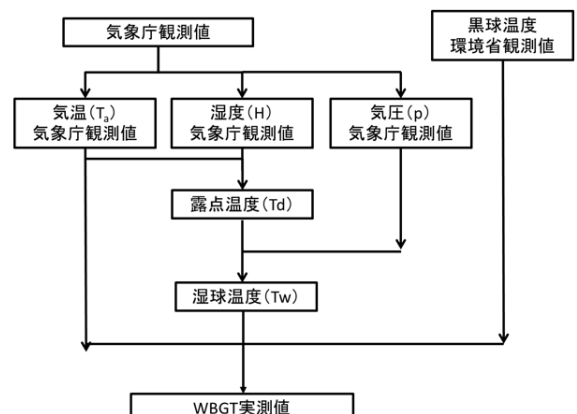 気象庁観測値
黒球温度
環境省観測値
気温(Ta)
気象庁観測値
湿度(H)
気象庁観測値
気圧(p)
気象庁観測値
露点温度(Td)
湿球温度(Tw)
WBGT実測値